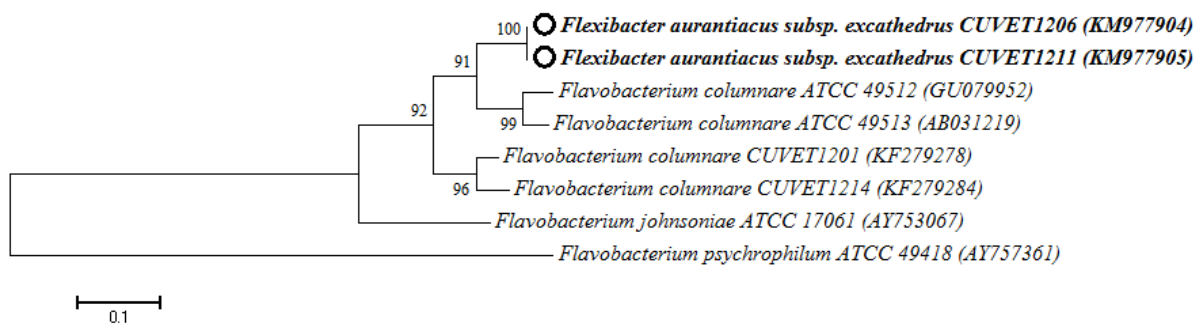 100
Flexibacter aurantiacus subsp. excathedrus CUVET1206 (KM977904)
Flexibacter aurantiacus subsp. excathedrus CUVET1211 (KM977905)
91
Flavobacterium columnare ATCC 49512 (GU079952)
92
99
Flavobacterium columnare ATCC 49513 (AB031219)
Flavobacterium columnare CUVET1201 (KF279278)
96
Flavobacterium columnare CUVET1214 (KF279284)
Flavobacterium johnsoniae ATCC 17061 (AY753067)
Flavobacterium psychrophilum ATCC 49418 (AY757361)
0.1